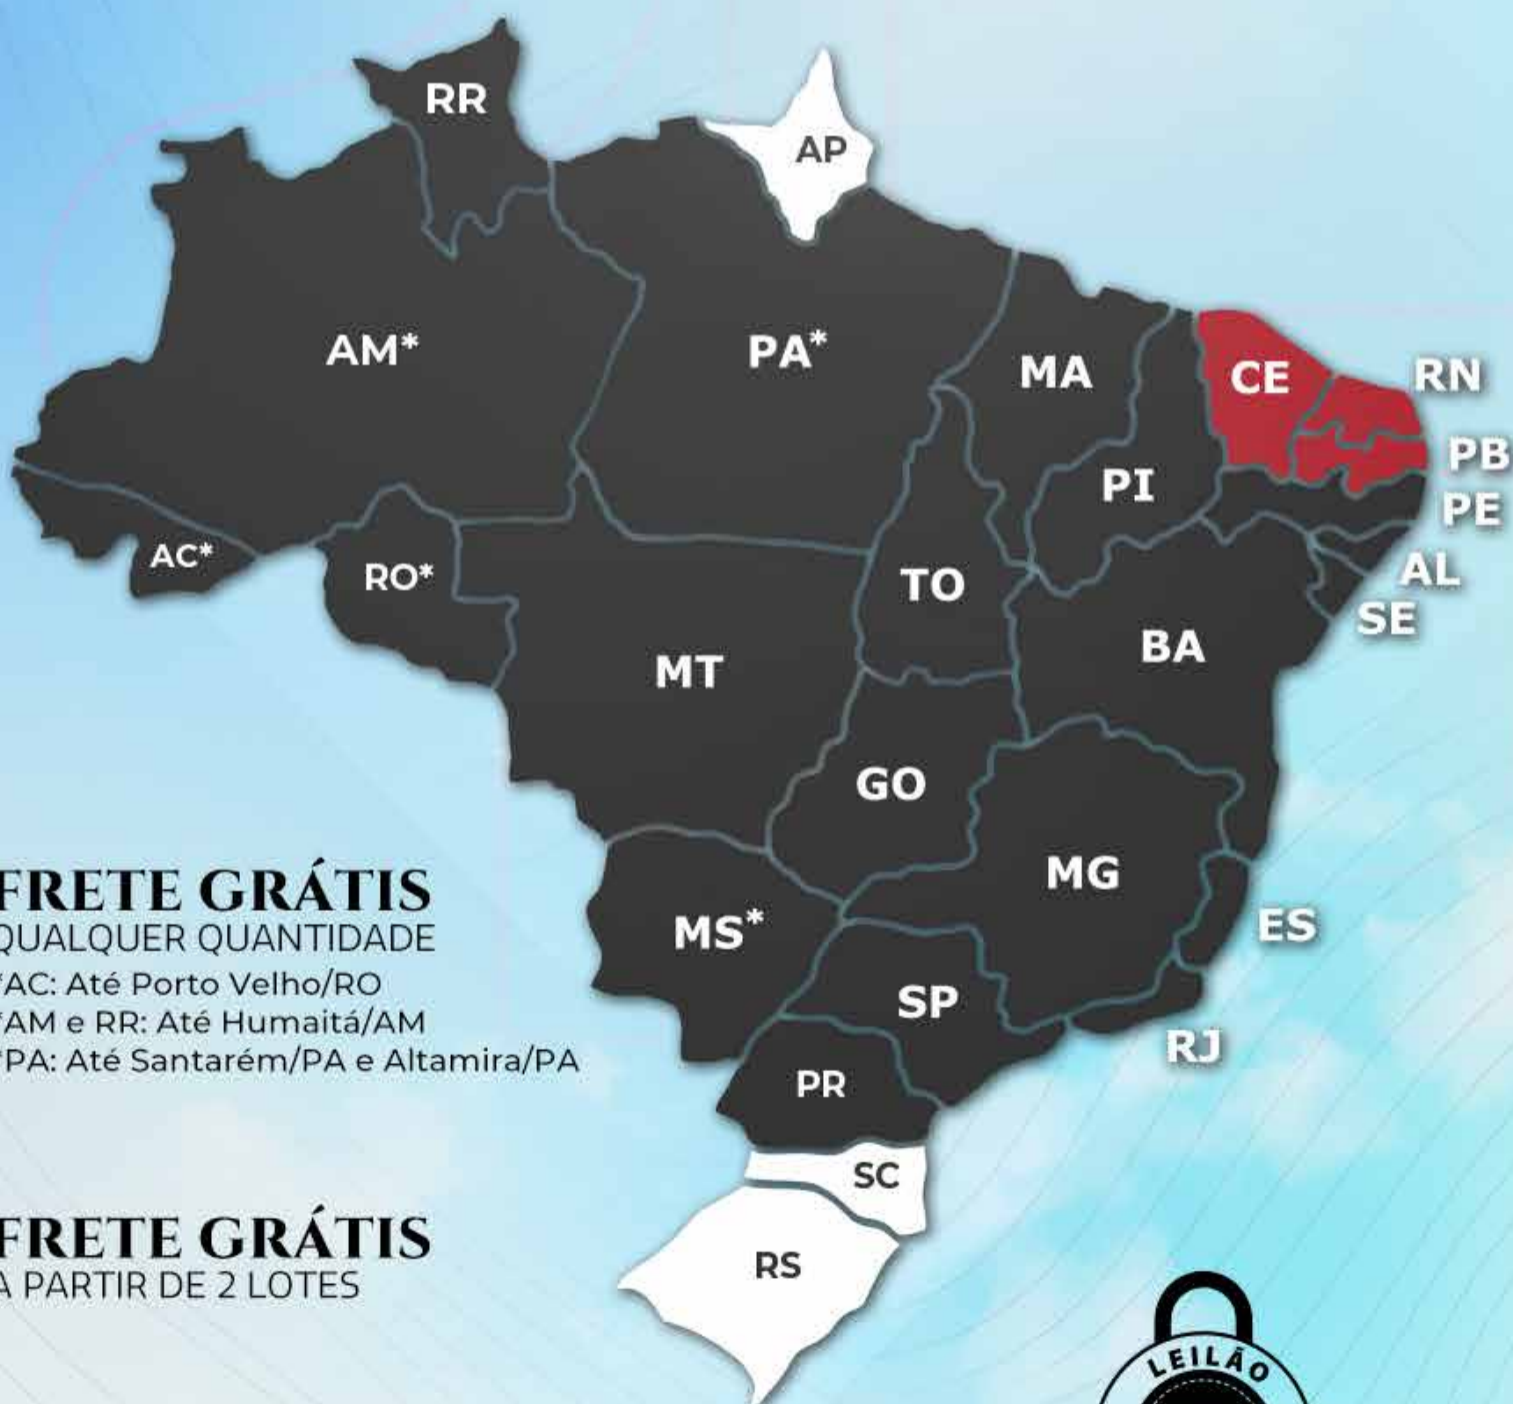 RR
AP
AM*
PA*
MA
CE
RN
PB
PI
PE
AC*
RO*
TO
AL
SE
BA
MT
GO
MG
MS*
ES
SP
RJ
PR
SC
RS
FRETE GRÁTIS
QUALQUER QUANTIDADE
*AC: Até Porto Velho/RO
*AM e RR: Até Humaitá/AM
*PA: Até Santarém/PA e Altamira/PA
FRETE GRÁTIS
A PARTIR DE 2 LOTES
LEILÃO